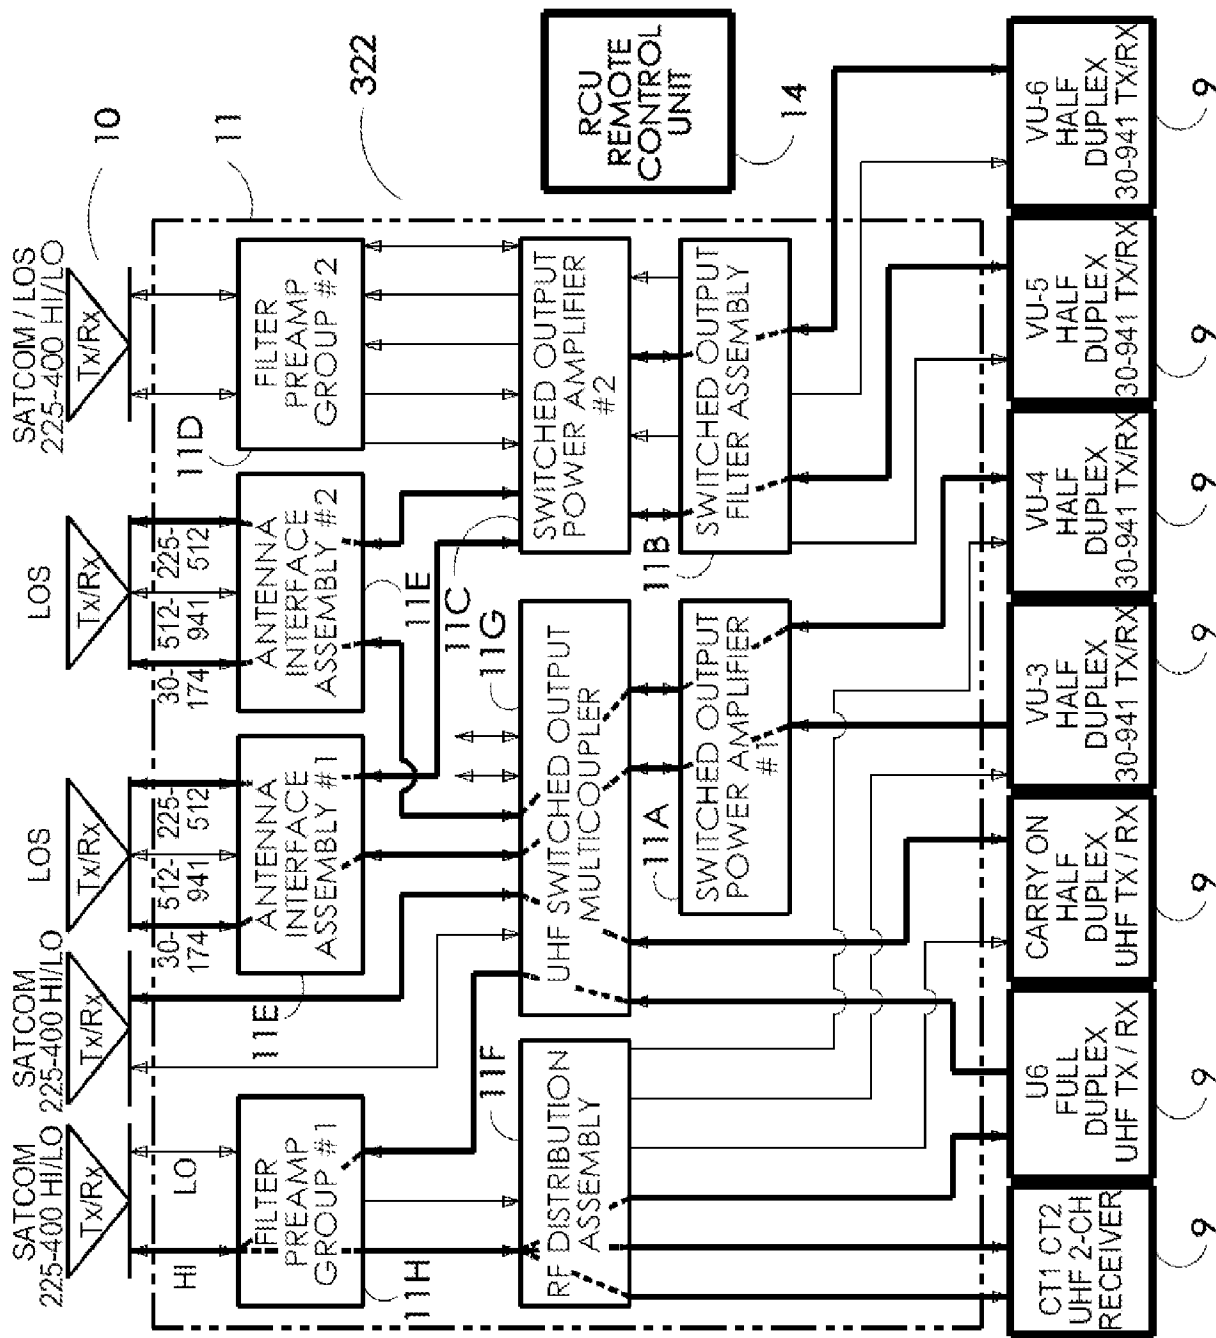 SATCOM
225-400 HI/LO
Tx/Rx
SATCOM
225-400 HI/LO
Tx/Rx
LOS
Tx/Rx
LOS
Tx/Rx
SATCOM / LOS
225-400 HI/LO
Tx/Rx
10
HI
LO
30-
174
512-
941
225-
512
30-
174
512-
941
225-
512
11
322
FILTER
PREAMP
GROUP #1
11H
ANTENNA
INTERFACE
ASSEMBLY #1
11E
ANTENNA
INTERFACE
ASSEMBLY #2
11E
FILTER
PREAMP
GROUP #2
11D
11F
RF DISTRIBUTION
ASSEMBLY
11G
UHF SWITCHED OUTPUT
MULTICOUPLER
11C
SWITCHED OUTPUT
POWER AMPLIFIER
#2
11A
SWITCHED OUTPUT
POWER AMPLIFIER
#1
11B
SWITCHED OUTPUT
FILTER ASSEMBLY
RCU
REMOTE
CONTROL
UNIT
14
CT1 CT2
UHF 2-CH
RECEIVER
9
U6
FULL
DUPLEX
UHF TX / RX
9
CARRY ON
HALF
DUPLEX
UHF TX / RX
9
VU-3
HALF
DUPLEX
30-941 TX/RX
9
VU-4
HALF
DUPLEX
30-941 TX/RX
9
VU-5
HALF
DUPLEX
30-941 TX/RX
9
VU-6
HALF
DUPLEX
30-941 TX/RX
9